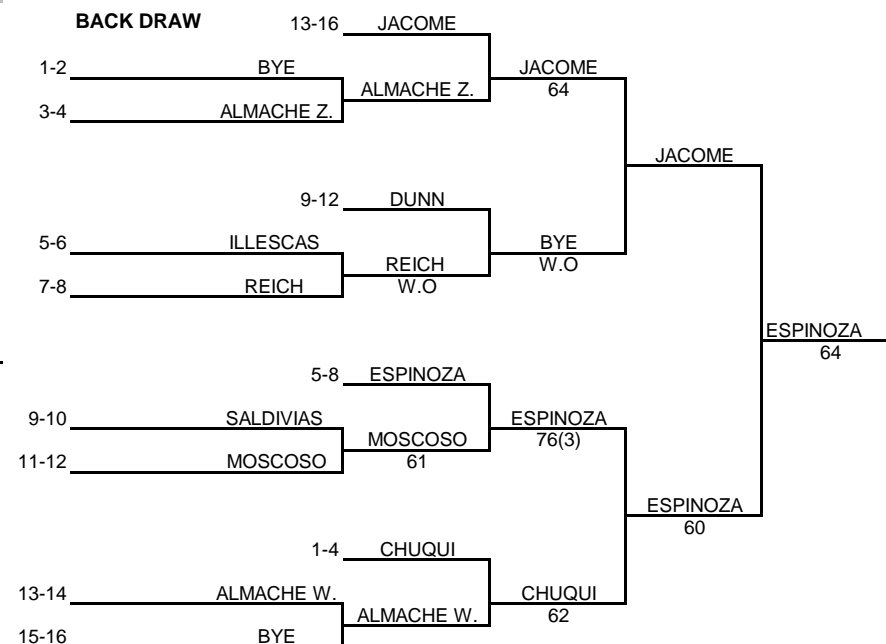 BACK DRAW
13-16 JACOME
1-2 BYE JACOME
ALMACHE Z. 64
3-4 ALMACHE Z.
JACOME
9-12 DUNN
5-6 ILLESCAS BYE
REICH W.O
7-8 REICH W.O
ESPINOZA
64
5-8 ESPINOZA
9-10 SALDIVIAS ESPINOZA
MOSCOSO 76(3)
11-12 MOSCOSO 61
ESPINOZA
60
1-4 CHUQUI
13-14 ALMACHE W. CHUQUI
ALMACHE W. 62
15-16 BYE